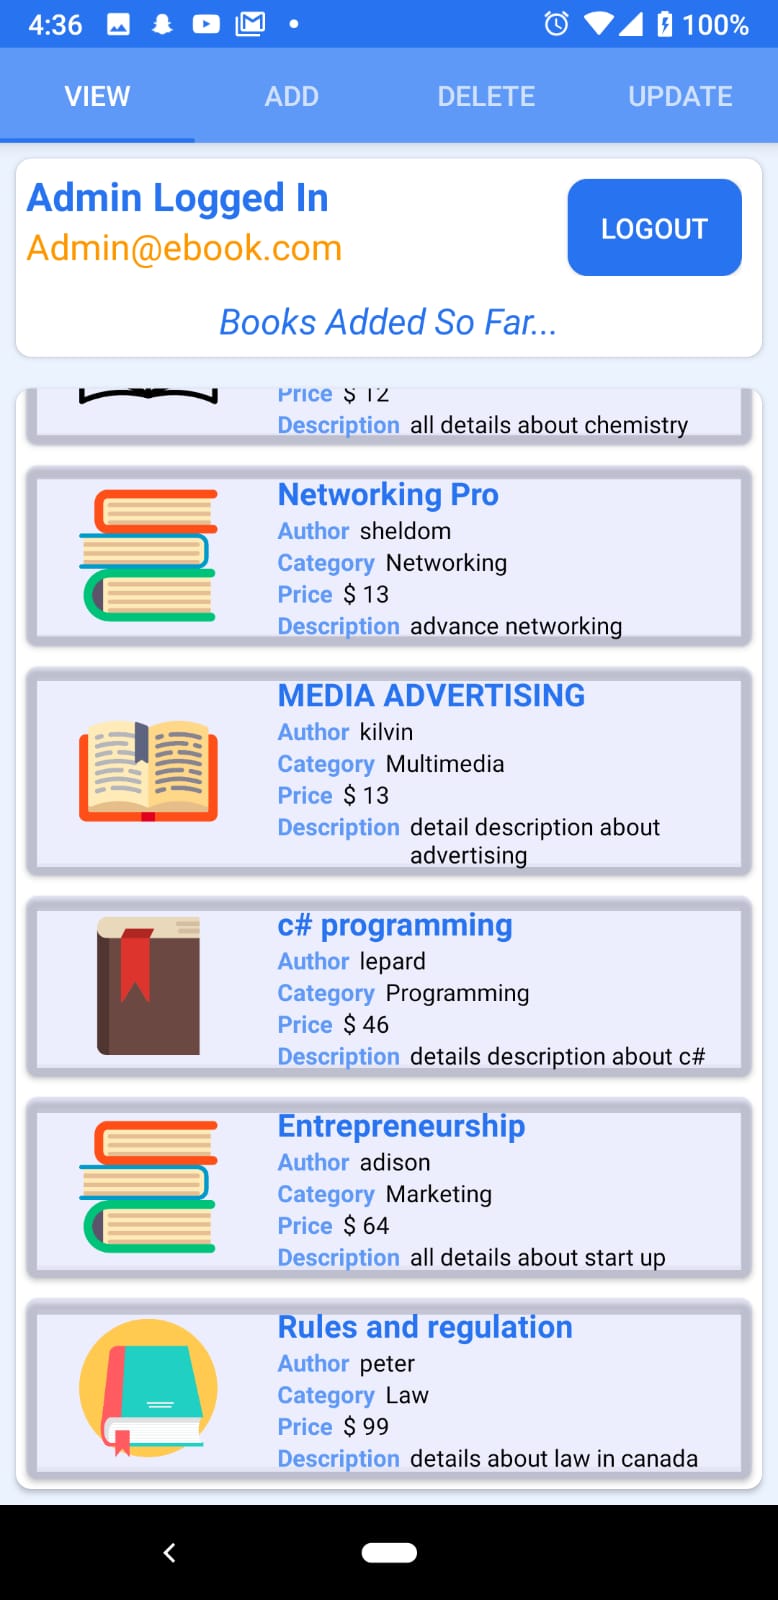 4:36 100%
VIEW ADD DELETE UPDATE
Admin Logged In
Admin@ebook.com
LOGOUT
Books Added So Far...
Price $ 12
Description all details about chemistry
Networking Pro
Author sheldom
Category Networking
Price $ 13
Description advance networking
MEDIA ADVERTISING
Author kilvin
Category Multimedia
Price $ 13
Description detail description about
advertising
c# programming
Author lepard
Category Programming
Price $ 46
Description details description about c#
Entrepreneurship
Author adison
Category Marketing
Price $ 64
Description all details about start up
Rules and regulation
Author peter
Category Law
Price $ 99
Description details about law in canada